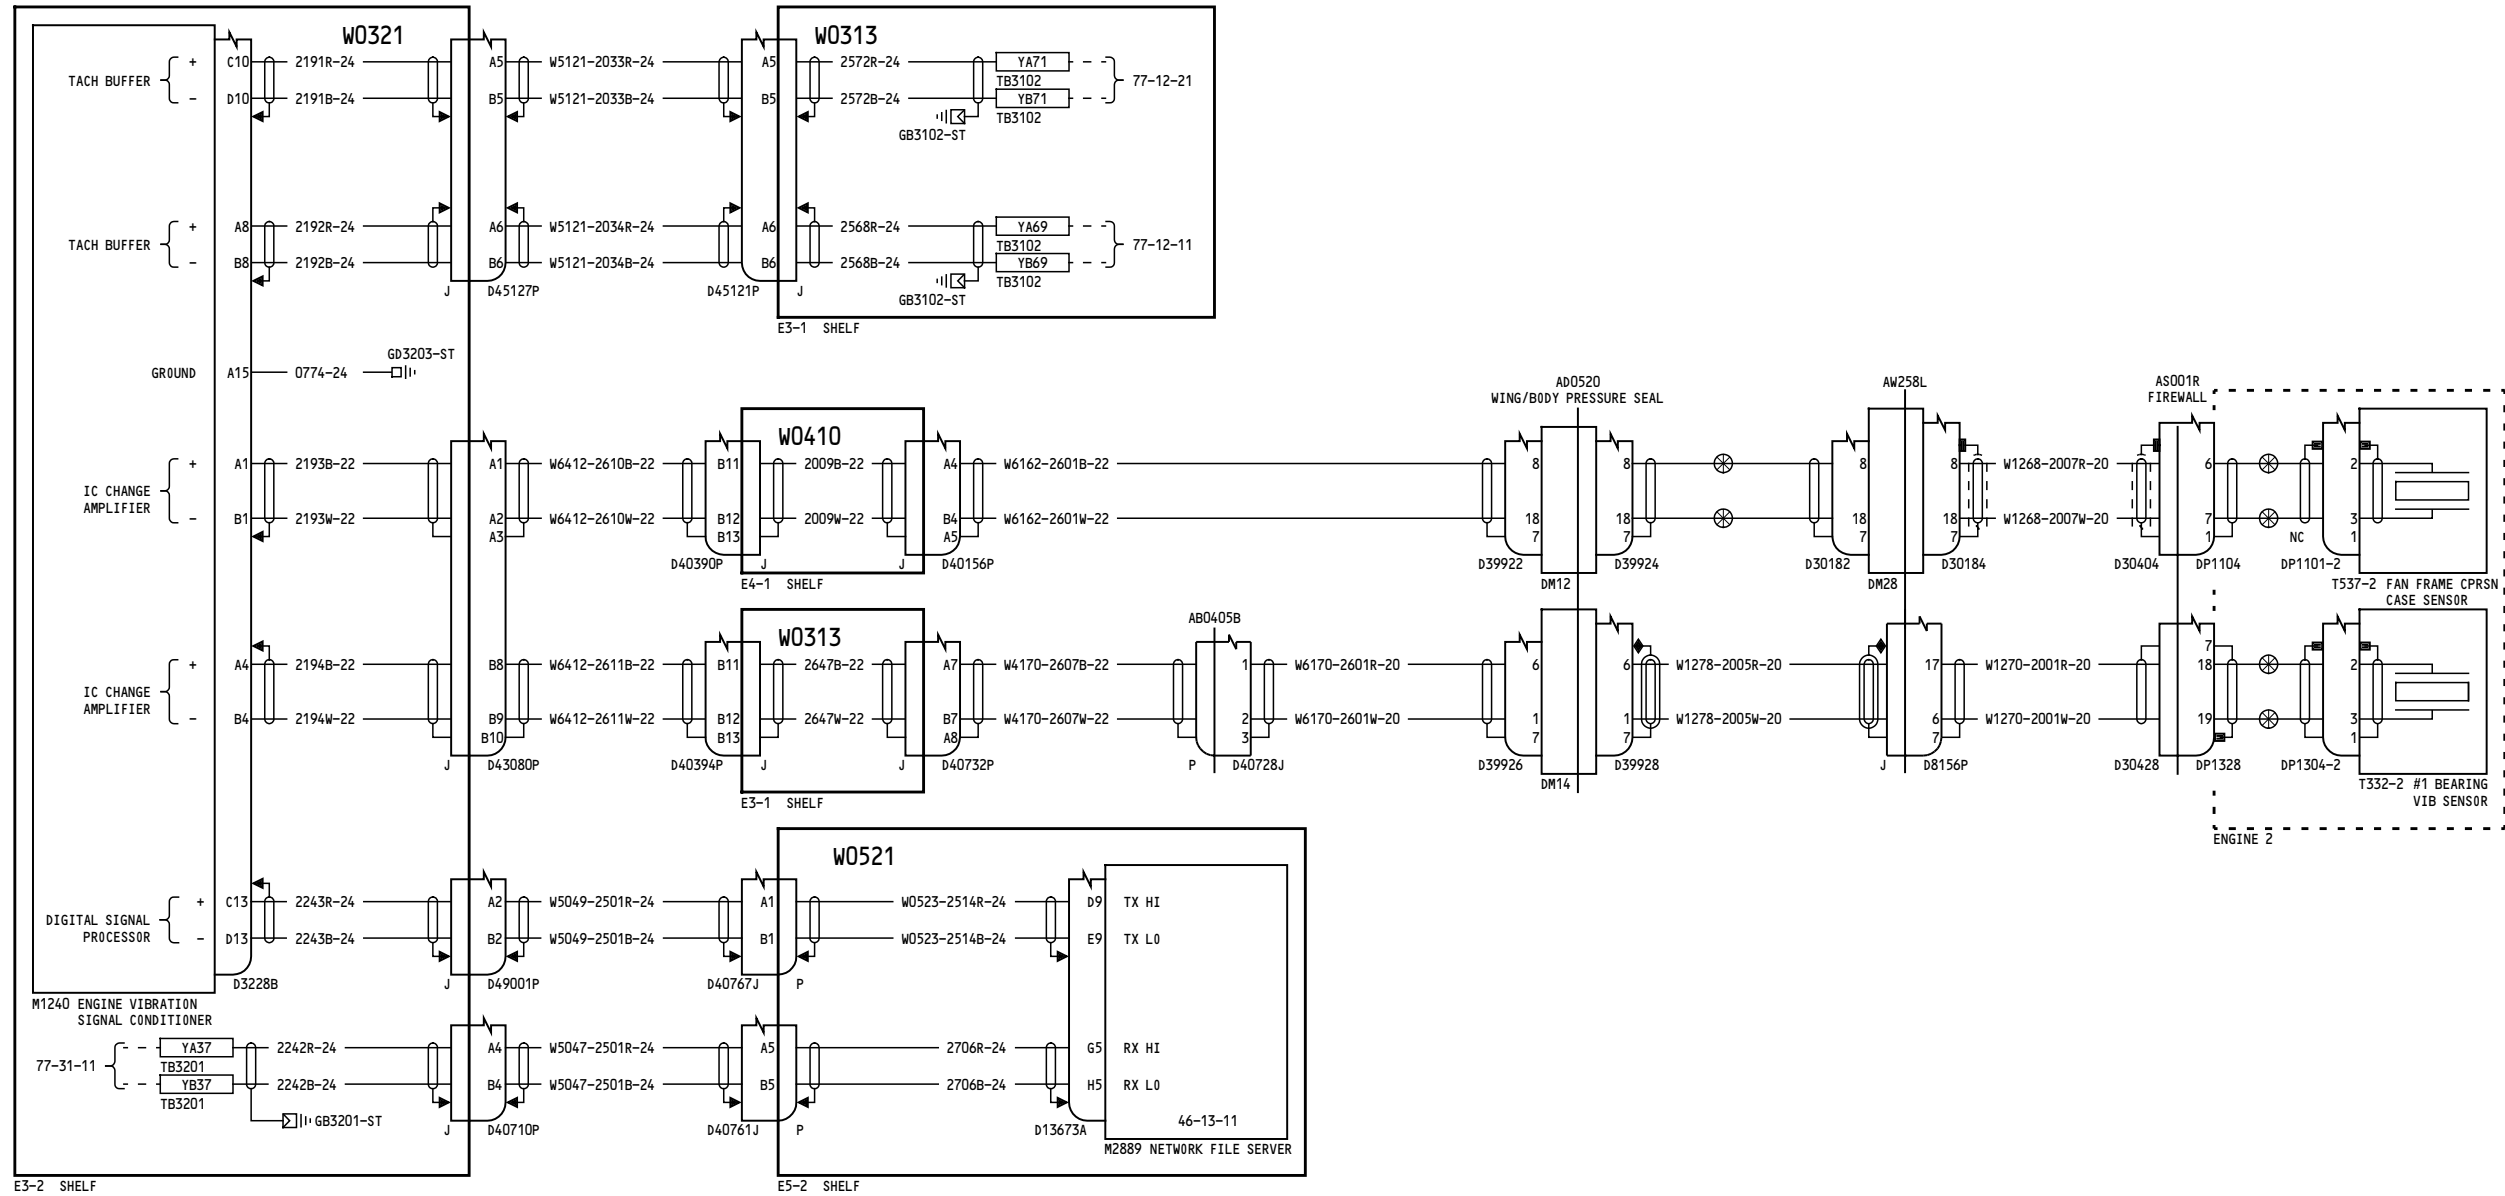 W0321
W0313
TACH BUFFER
+ C10 2191R-24 A5 W5121-2033R-24 A5 2572R-24 YA71
TB3102
77-12-21
- D10 2191B-24 B5 W5121-2033B-24 B5 2572B-24 YB71
TB3102
GB3102-ST
TACH BUFFER
+ A8 2192R-24 A6 W5121-2034R-24 A6 2568R-24 YA69
TB3102
77-12-11
- B8 2192B-24 B6 W5121-2034B-24 B6 2568B-24 YB69
TB3102
GB3102-ST
J D45127P D45121P J
E3-1 SHELF
GROUND A15 0774-24 GD3203-ST
AD0520
WING/BODY PRESSURE SEAL
AW258L
AS001R
FIREWALL
W0410
IC CHANGE
AMPLIFIER
+ A1 2193B-22 A1 W6412-2610B-22 B11 2009B-22 A4 W6162-2601B-22 8 8 8 8 W1268-2007R-20 6 2
- B1 2193W-22 A2 W6412-2610W-22 B12 2009W-22 B4 W6162-2601W-22 18 18 18 18 W1268-2007W-20 7 3
A3 B13 A5 7 7 7 1 NC 1
D40390P J J D40156P D39922 D39924 D30182 D30184 D30404 DP1104 DP1101-2
E4-1 SHELF
DM12
DM28
T537-2 FAN FRAME CPRSN
CASE SENSOR
W0313
AB0405B
IC CHANGE
AMPLIFIER
7
+ A4 2194B-22 B8 W6412-2611B-22 B11 2647B-22 A7 W4170-2607B-22 1 W6170-2601R-20 6 6 W1278-2005R-20 17 W1270-2001R-20 18 2
- B4 2194W-22 B9 W6412-2611W-22 B12 2647W-22 B7 W4170-2607W-22 2 W6170-2601W-20 1 1 W1278-2005W-20 6 W1270-2001W-20 19 3
B10 B13 A8 3 7 7 7 1
J D43080P D40394P J J D40732P P D40728J D39926 D39928 J D8156P D30428 DP1328 DP1304-2
E3-1 SHELF
DM14
T332-2 #1 BEARING
VIB SENSOR
ENGINE 2
W0521
DIGITAL SIGNAL
PROCESSOR
+ C13 2243R-24 A2 W5049-2501R-24 A1 W0523-2514R-24 D9 TX HI
- D13 2243B-24 B2 W5049-2501B-24 B1 W0523-2514B-24 E9 TX LO
D3228B J D49001P D40767J P
M1240 ENGINE VIBRATION
SIGNAL CONDITIONER
77-31-11
YA37 2242R-24 A4 W5047-2501R-24 A5 2706R-24 G5 RX HI
TB3201
YB37 2242B-24 B4 W5047-2501B-24 B5 2706B-24 H5 RX LO
TB3201
GB3201-ST
46-13-11
J D40710P D40761J P D13673A
M2889 NETWORK FILE SERVER
E3-2 SHELF
E5-2 SHELF